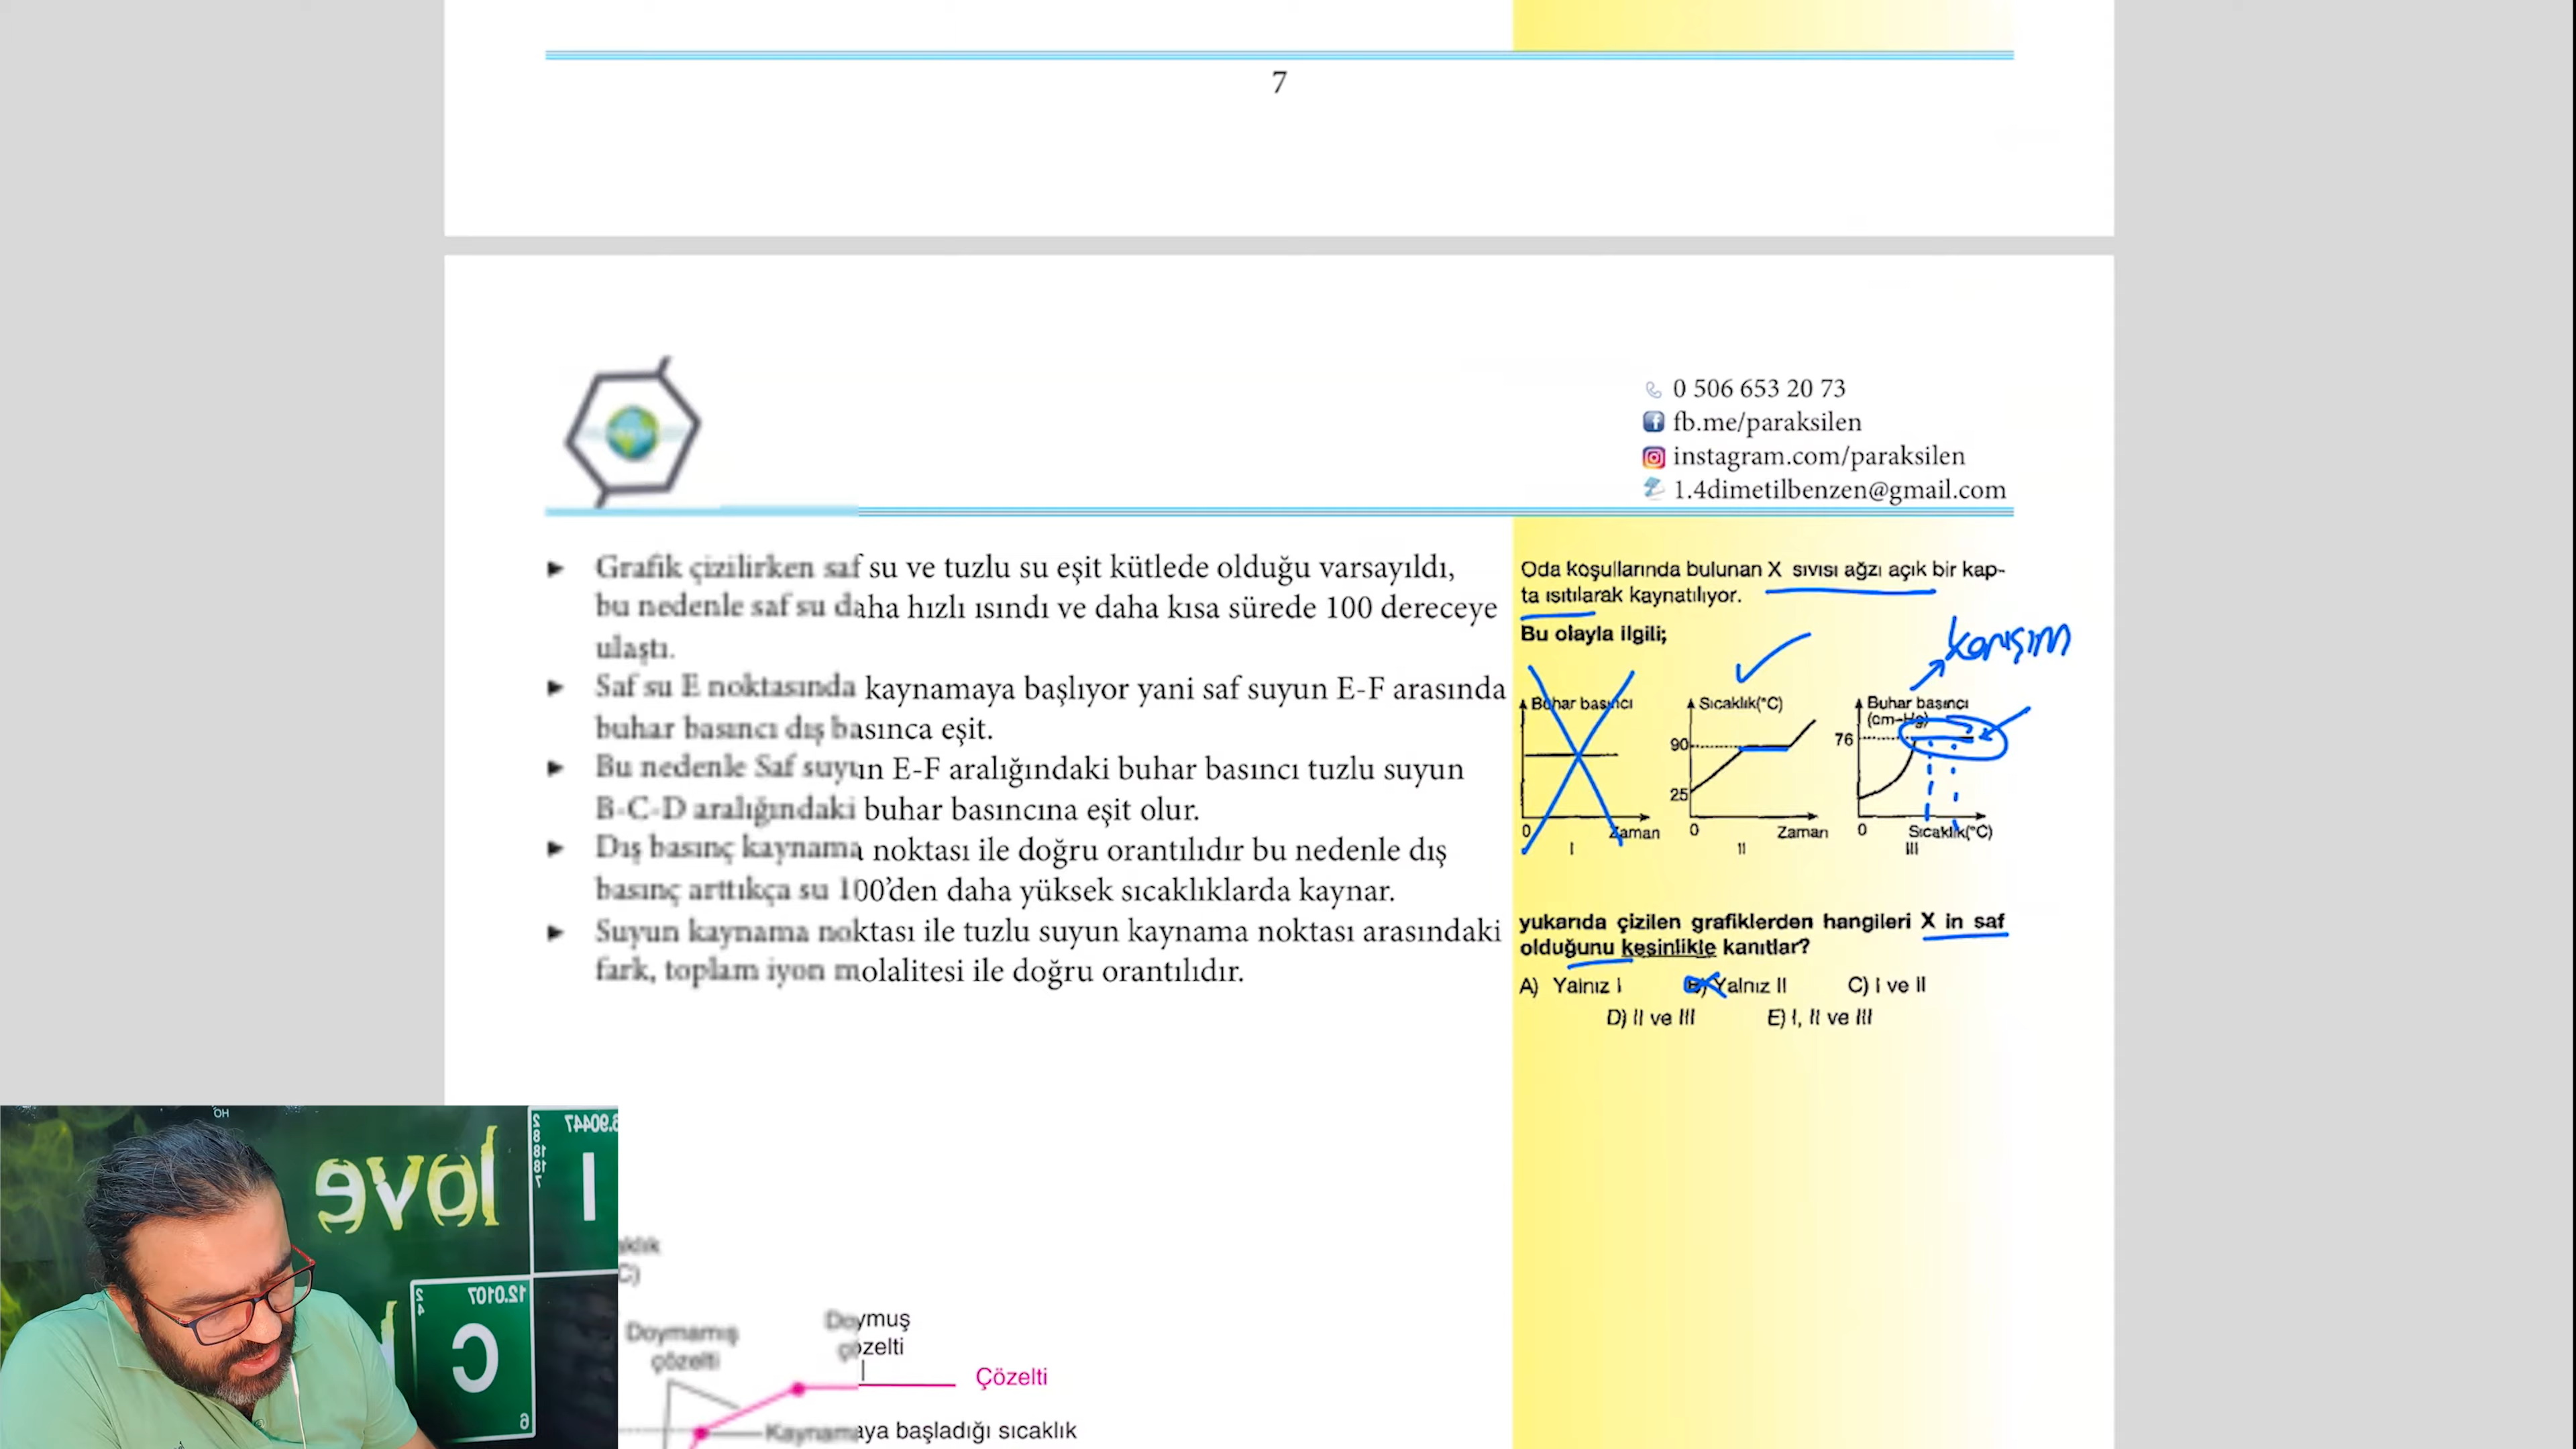 7
0 506 653 20 73
fb.me/paraksilen
instagram.com/paraksilen
1.4dimetilbenzen@gmail.com
► Grafik çizilirken saf su ve tuzlu su eşit kütlede olduğu varsayıldı,
bu nedenle saf su daha hızlı ısındı ve daha kısa sürede 100 dereceye
ulaştı.
► Saf su E noktasında kaynamaya başlıyor yani saf suyun E-F arasında
buhar basıncı dış basınca eşit.
► Bu nedenle Saf suyun E-F aralığındaki buhar basıncı tuzlu suyun
B-C-D aralığındaki buhar basıncına eşit olur.
► Dış basınç kaynama noktası ile doğru orantılıdır bu nedenle dış
basınç arttıkça su 100’den daha yüksek sıcaklıklarda kaynar.
► Suyun kaynama noktası ile tuzlu suyun kaynama noktası arasındaki
fark, toplam iyon molalitesi ile doğru orantılıdır.
Oda koşullarında bulunan X sıvısı ağzı açık bir kap-
ta ısıtılarak kaynatılıyor.
Bu olayla ilgili;
karışım
Buhar basıncı
0
Zaman
I
Sıcaklık(°C)
90
25
0
Zaman
II
Buhar basıncı
(cm-Hg)
76
0
Sıcaklık(°C)
III
yukarıda çizilen grafiklerden hangileri X in saf
olduğunu kesinlikle kanıtlar?
A) Yalnız I B) Yalnız II C) I ve II
D) II ve III E) I, II ve III
Doymamış
çözelti
Doymuş
çözelti
Çözelti
Kaynamaya başladığı sıcaklık
love
I
12.0107
C
6